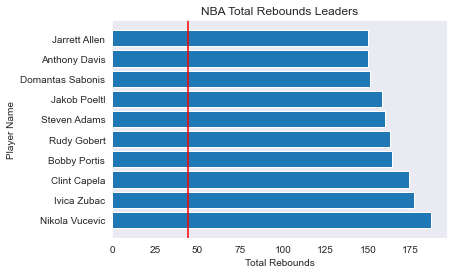 NBA Total Rebounds Leaders
Player Name
Jarrett Allen
Anthony Davis
Domantas Sabonis
Jakob Poeltl
Steven Adams
Rudy Gobert
Bobby Portis
Clint Capela
Ivica Zubac
Nikola Vucevic
0 25 50 75 100 125 150 175
Total Rebounds